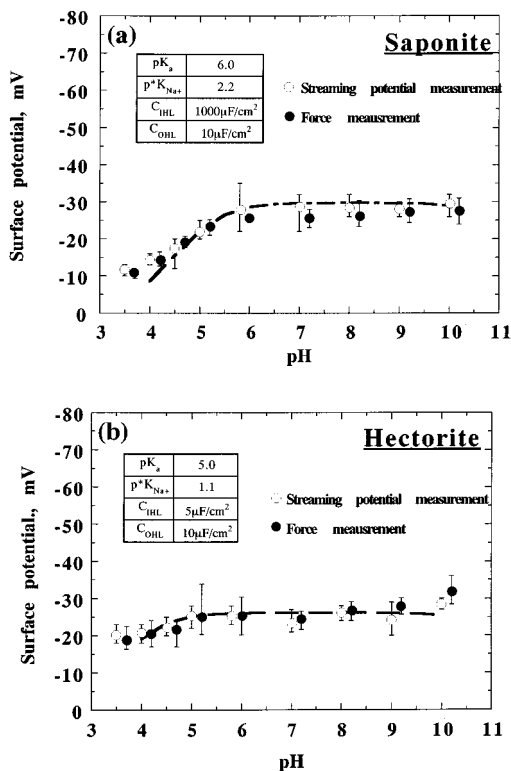 (a)
Saponite
pKa 6.0
p*KNa+ 2.2
CIHL 1000μF/cm2
COHL 10μF/cm2
Streaming potential measurement
Force meausrement
Surface potential, mV
-80
-70
-60
-50
-40
-30
-20
-10
0
3 4 5 6 7 8 9 10 11
pH
(b)
Hectorite
pKa 5.0
p*KNa+ 1.1
CIHL 5μF/cm2
COHL 10μF/cm2
Streaming potential measurement
Force meausrement
Surface potential., mV
-80
-70
-60
-50
-40
-30
-20
-10
0
3 4 5 6 7 8 9 10 11
pH